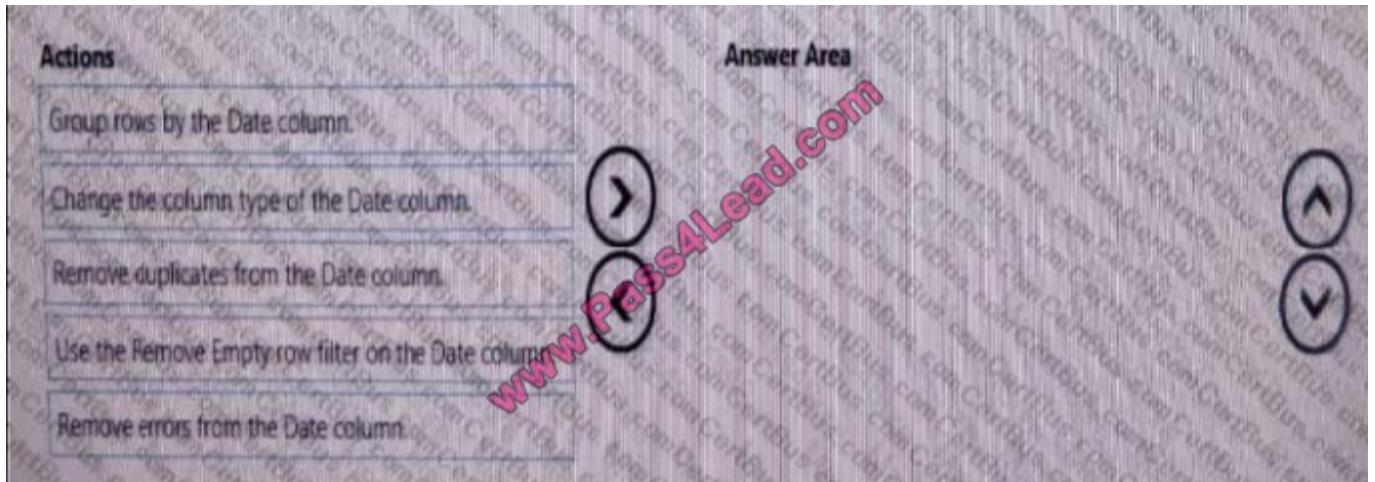 Actions
Answer Area
Group rows by the Date column.
Change the column type of the Date column.
Remove duplicates from the Date column.
Use the Remove Empty row filter on the Date column
Remove errors from the Date column.
www.Pass4Lead.com